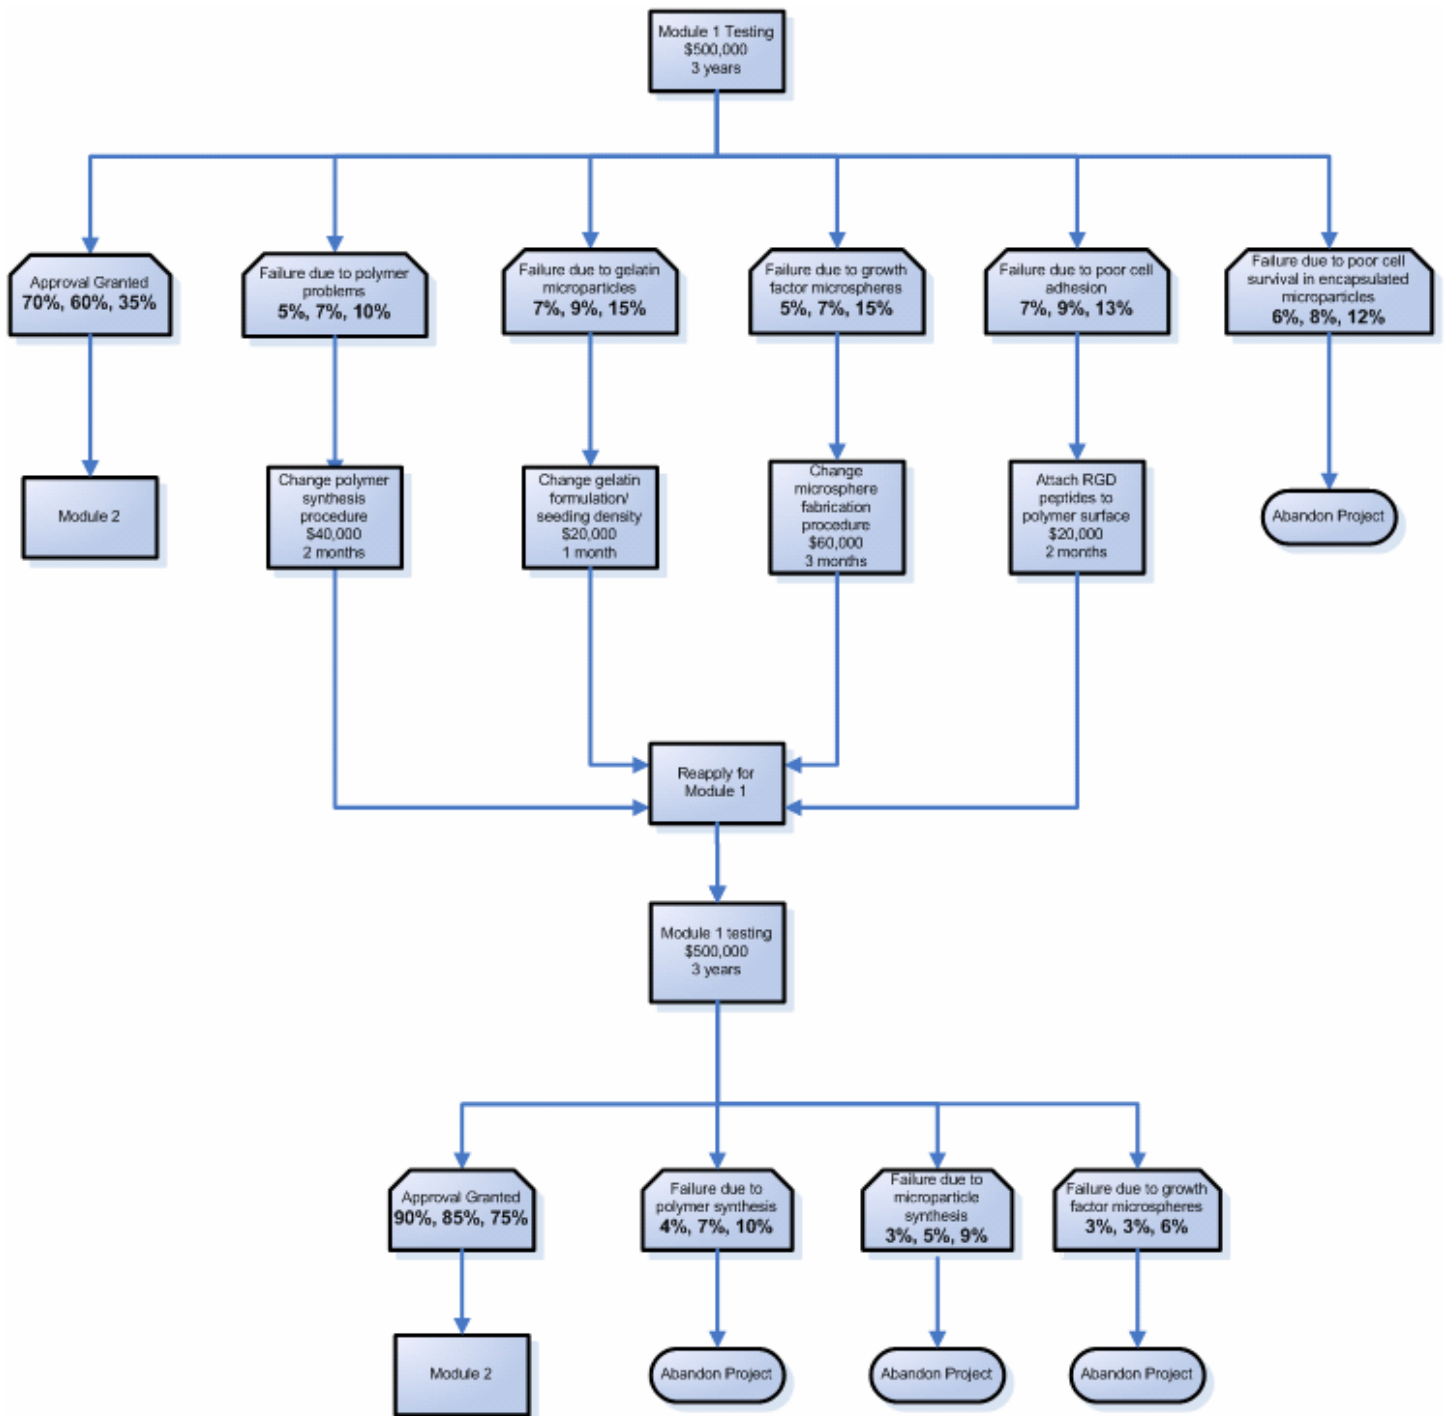 Module 1 Testing
$500,000
3 years
Approval Granted
70%, 60%, 35%
Failure due to polymer
problems
5%, 7%, 10%
Failure due to gelatin
microparticles
7%, 9%, 15%
Failure due to growth
factor microspheres
5%, 7%, 15%
Failure due to poor cell
adhesion
7%, 9%, 13%
Failure due to poor cell
survival in encapsulated
microparticles
6%, 8%, 12%
Module 2
Change polymer
synthesis
procedure
$40,000
2 months
Change gelatin
formulation/
seeding density
$20,000
1 month
Change
microsphere
fabrication
procedure
$60,000
3 months
Attach RGD
peptides to
polymer surface
$20,000
2 months
Abandon Project
Reapply for
Module 1
Module 1 testing
$500,000
3 years
Approval Granted
90%, 85%, 75%
Failure due to
polymer synthesis
4%, 7%, 10%
Failure due to
microparticle
synthesis
3%, 5%, 9%
Failure due to growth
factor microspheres
3%, 3%, 6%
Module 2
Abandon Project
Abandon Project
Abandon Project